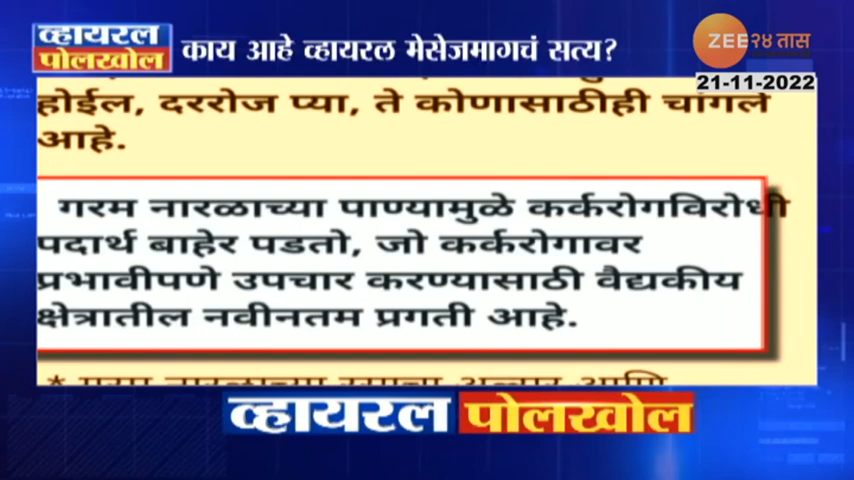 व्हायरल
पोलखोल
काय आहे व्हायरल मेसेजमागचं सत्य?
ZEE २४ तास
21-11-2022
होईल, दररोज प्या, ते कोणासाठीही चांगले
आहे.
गरम नारळाच्या पाण्यामुळे कर्करोगविरोधी
पदार्थ बाहेर पडतो, जो कर्करोगावर
प्रभावीपणे उपचार करण्यासाठी वैद्यकीय
क्षेत्रातील नवीनतम प्रगती आहे.
व्हायरल पोलखोल